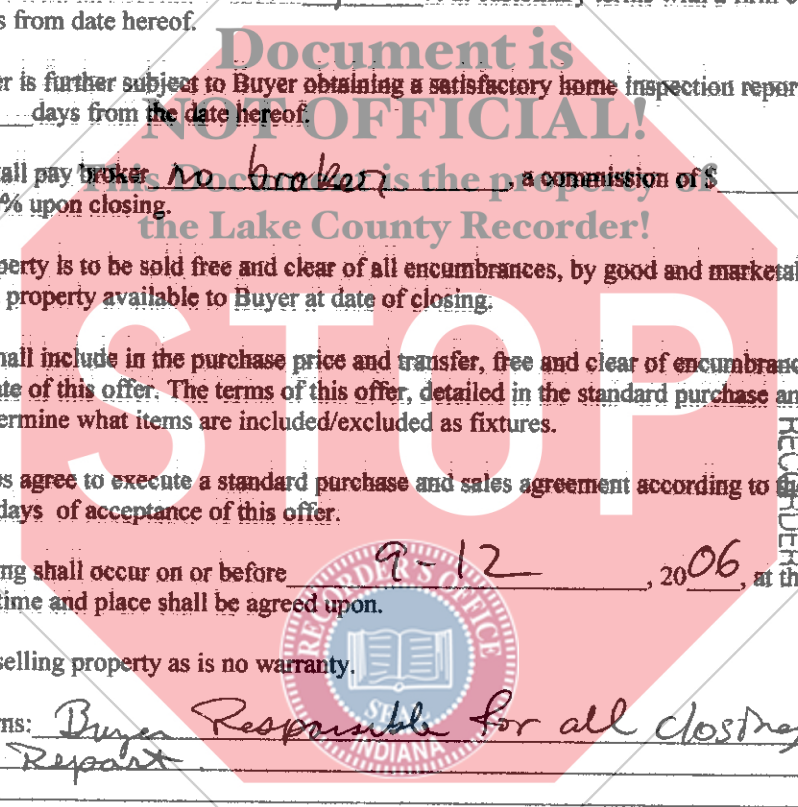 s from date hereof.
Document is
er is further subject to Buyer obtaining a satisfactory home inspection repor
days from the date hereof.
NOT OFFICIAL!
all pay broker no broker, a commission of $
This Document is the property of
% upon closing.
the Lake County Recorder!
perty is to be sold free and clear of all encumbrances, by good and marketal
property available to Buyer at date of closing.
STOP
hall include in the purchase price and transfer, free and clear of encumbranc
ate of this offer. The terms of this offer, detailed in the standard purchase an
ermine what items are included/excluded as fixtures.
RECORDER
es agree to execute a standard purchase and sales agreement according to the
days of acceptance of this offer.
ng shall occur on or before 9-12, 2006, at th
time and place shall be agreed upon.
RECORDER'S OFFICE
selling property as is no warranty.
SEAL
INDIANA
ms: Buyer Responsible for all closing
Report.